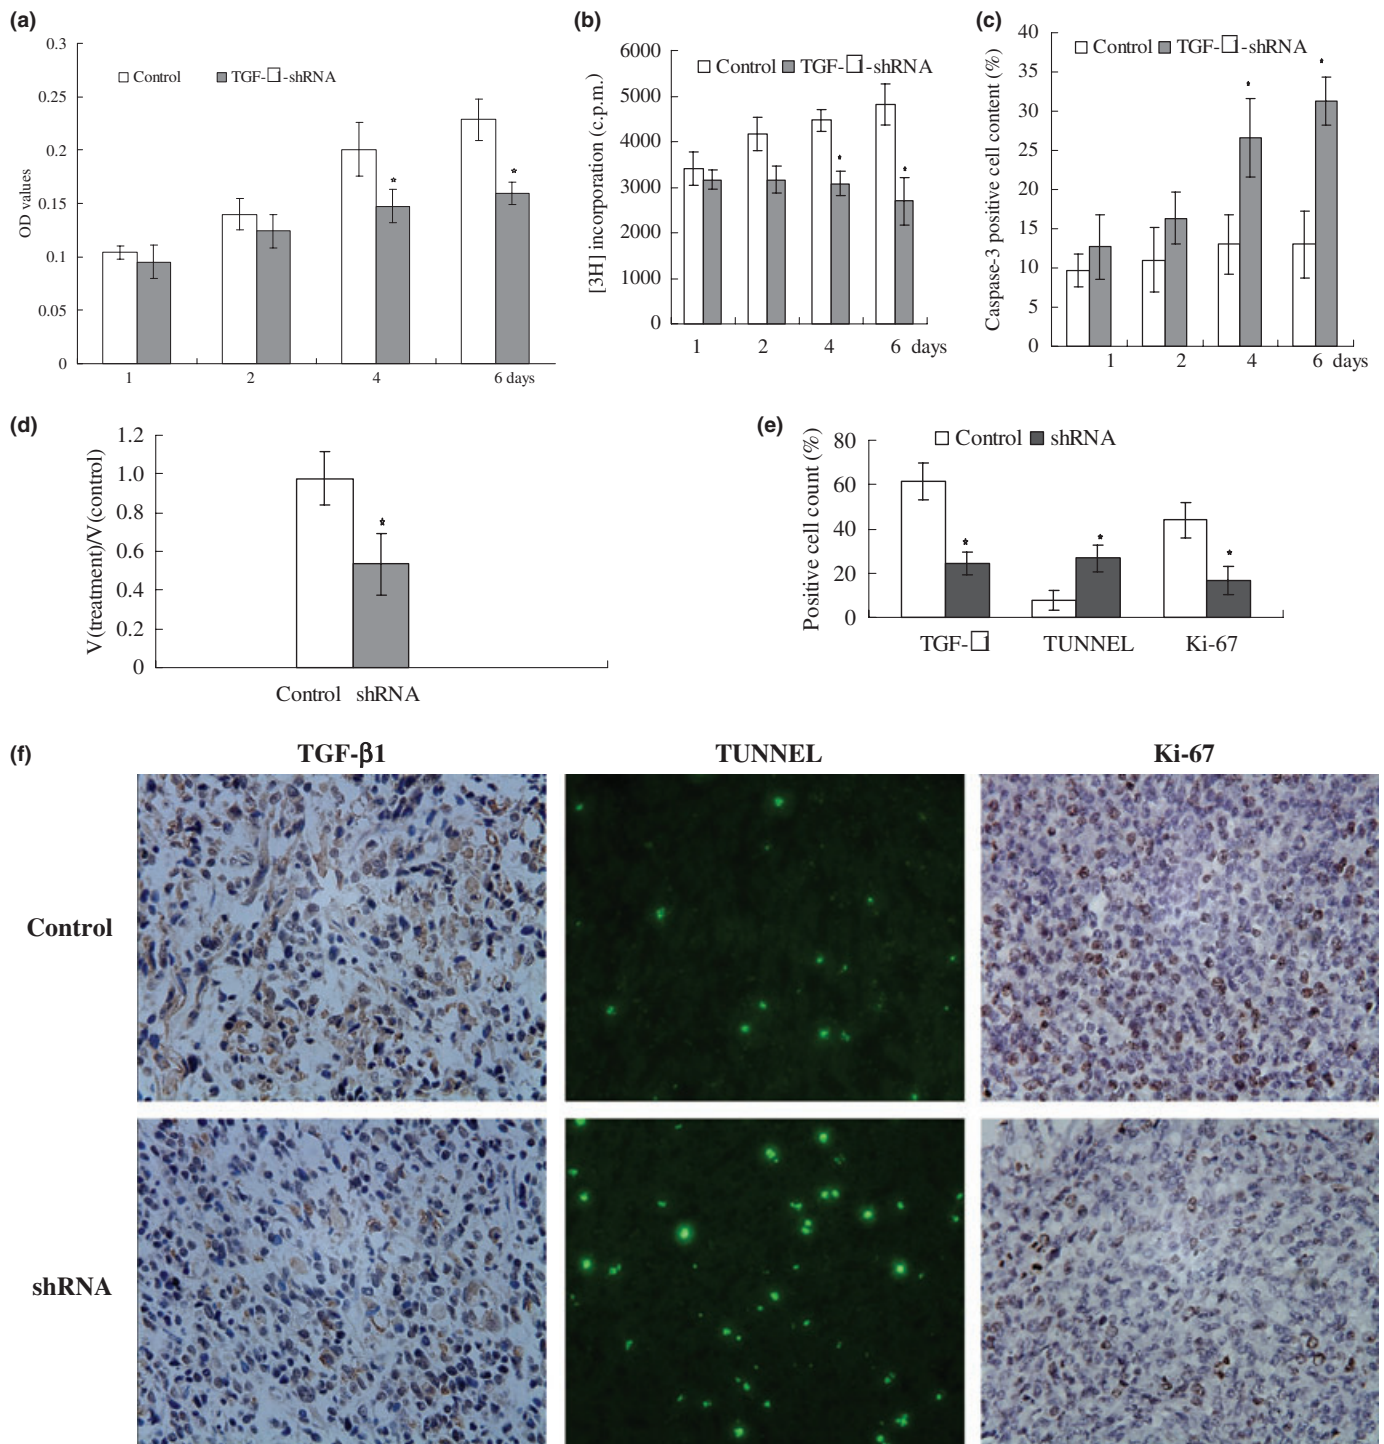 (a)
0.3
0.25
0.2
0.15
0.1
0.05
0
OD values
Control TGF-□1-shRNA
*
*
1 2 4 6 days
(b)
6000
5000
4000
3000
2000
1000
0
[3H] incorporation (c.p.m.)
Control TGF-□1-shRNA
*
*
1 2 4 6 days
(c)
40
35
30
25
20
15
10
5
0
Caspase-3 positive cell content (%)
Control TGF-□1-shRNA
*
*
1 2 4 6 days
(d)
1.2
1.0
0.8
0.6
0.4
0.2
0
V(treatment)/V(control)
*
Control shRNA
(e)
80
60
40
20
0
Positive cell count (%)
Control shRNA
*
*
*
TGF-□1 TUNNEL Ki-67
(f)
TGF-β1 TUNNEL Ki-67
Control
shRNA